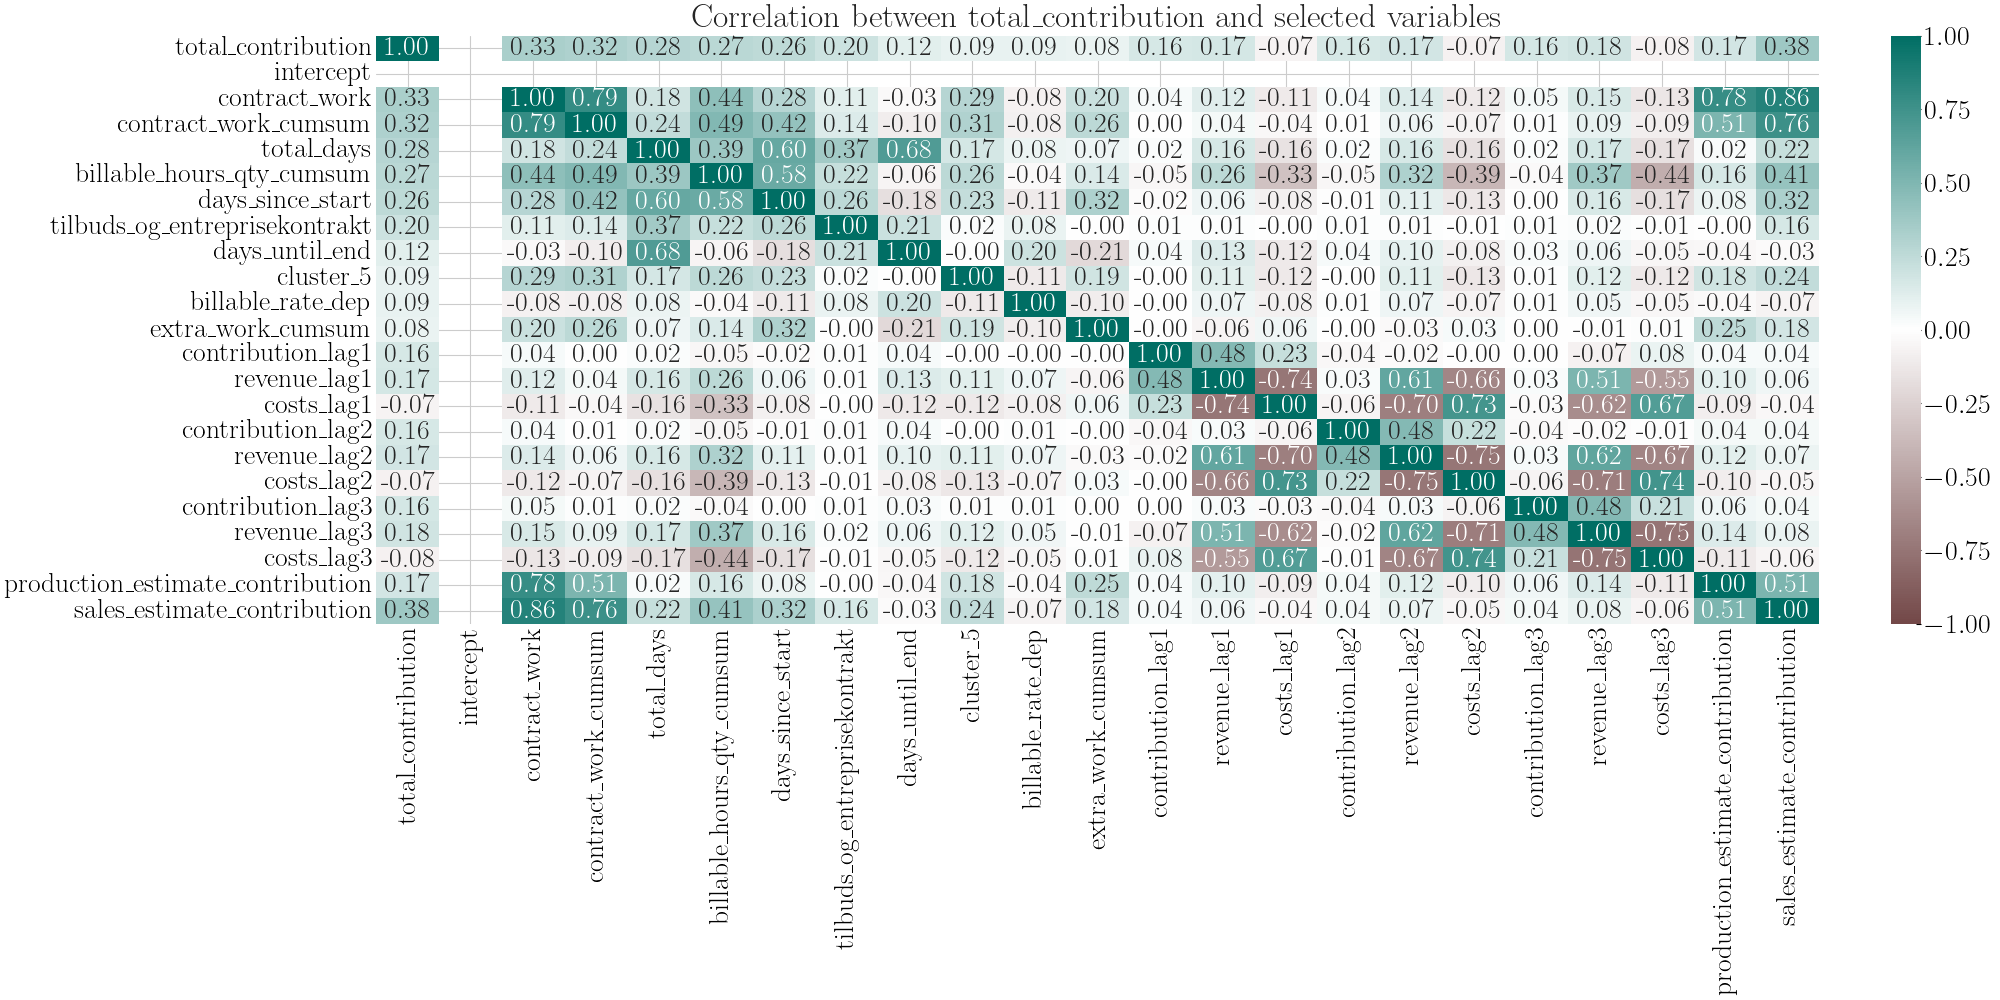 Correlation between total_contribution and selected variables
total_contribution 1.00 0.33 0.32 0.28 0.27 0.26 0.20 0.12 0.09 0.09 0.08 0.16 0.17 -0.07 0.16 0.17 -0.07 0.16 0.18 -0.08 0.17 0.38
intercept
contract_work 0.33 1.00 0.79 0.18 0.44 0.28 0.11 -0.03 0.29 -0.08 0.20 0.04 0.12 -0.11 0.04 0.14 -0.12 0.05 0.15 -0.13 0.78 0.86
contract_work_cumsum 0.32 0.79 1.00 0.24 0.49 0.42 0.14 -0.10 0.31 -0.08 0.26 0.00 0.04 -0.04 0.01 0.06 -0.07 0.01 0.09 -0.09 0.51 0.76
total_days 0.28 0.18 0.24 1.00 0.39 0.60 0.37 0.68 0.17 0.08 0.07 0.02 0.16 -0.16 0.02 0.16 -0.16 0.02 0.17 -0.17 0.02 0.22
billable_hours_qty_cumsum 0.27 0.44 0.49 0.39 1.00 0.58 0.22 -0.06 0.26 -0.04 0.14 -0.05 0.26 -0.33 -0.05 0.32 -0.39 -0.04 0.37 -0.44 0.16 0.41
days_since_start 0.26 0.28 0.42 0.60 0.58 1.00 0.26 -0.18 0.23 -0.11 0.32 -0.02 0.06 -0.08 -0.01 0.11 -0.13 0.00 0.16 -0.17 0.08 0.32
tilbuds_og_entreprisekontrakt 0.20 0.11 0.14 0.37 0.22 0.26 1.00 0.21 0.02 0.08 -0.00 0.01 0.01 -0.00 0.01 0.01 -0.01 0.01 0.02 -0.01 -0.00 0.16
days_until_end 0.12 -0.03 -0.10 0.68 -0.06 -0.18 0.21 1.00 -0.00 0.20 -0.21 0.04 0.13 -0.12 0.04 0.10 -0.08 0.03 0.06 -0.05 -0.04 -0.03
cluster_5 0.09 0.29 0.31 0.17 0.26 0.23 0.02 -0.00 1.00 -0.11 0.19 -0.00 0.11 -0.12 -0.00 0.11 -0.13 0.01 0.12 -0.12 0.18 0.24
billable_rate_dep 0.09 -0.08 -0.08 0.08 -0.04 -0.11 0.08 0.20 -0.11 1.00 -0.10 -0.00 0.07 -0.08 0.01 0.07 -0.07 0.01 0.05 -0.05 -0.04 -0.07
extra_work_cumsum 0.08 0.20 0.26 0.07 0.14 0.32 -0.00 -0.21 0.19 -0.10 1.00 -0.00 -0.06 0.06 -0.00 -0.03 0.03 0.00 -0.01 0.01 0.25 0.18
contribution_lag1 0.16 0.04 0.00 0.02 -0.05 -0.02 0.01 0.04 -0.00 -0.00 -0.00 1.00 0.48 0.23 -0.04 -0.02 -0.00 0.00 -0.07 0.08 0.04 0.04
revenue_lag1 0.17 0.12 0.04 0.16 0.26 0.06 0.01 0.13 0.11 0.07 -0.06 0.48 1.00 -0.74 0.03 0.61 -0.66 0.03 0.51 -0.55 0.10 0.06
costs_lag1 -0.07 -0.11 -0.04 -0.16 -0.33 -0.08 -0.00 -0.12 -0.12 -0.08 0.06 0.23 -0.74 1.00 -0.06 -0.70 0.73 -0.03 -0.62 0.67 -0.09 -0.04
contribution_lag2 0.16 0.04 0.01 0.02 -0.05 -0.01 0.01 0.04 -0.00 0.01 -0.00 -0.04 0.03 -0.06 1.00 0.48 0.22 -0.04 -0.02 -0.01 0.04 0.04
revenue_lag2 0.17 0.14 0.06 0.16 0.32 0.11 0.01 0.10 0.11 0.07 -0.03 -0.02 0.61 -0.70 0.48 1.00 -0.75 0.03 0.62 -0.67 0.12 0.07
costs_lag2 -0.07 -0.12 -0.07 -0.16 -0.39 -0.13 -0.01 -0.08 -0.13 -0.07 0.03 -0.00 -0.66 0.73 0.22 -0.75 1.00 -0.06 -0.71 0.74 -0.10 -0.05
contribution_lag3 0.16 0.05 0.01 0.02 -0.04 0.00 0.01 0.03 0.01 0.01 0.00 0.00 0.03 -0.03 -0.04 0.03 -0.06 1.00 0.48 0.21 0.06 0.04
revenue_lag3 0.18 0.15 0.09 0.17 0.37 0.16 0.02 0.06 0.12 0.05 -0.01 -0.07 0.51 -0.62 -0.02 0.62 -0.71 0.48 1.00 -0.75 0.14 0.08
costs_lag3 -0.08 -0.13 -0.09 -0.17 -0.44 -0.17 -0.01 -0.05 -0.12 -0.05 0.01 0.08 -0.55 0.67 -0.01 -0.67 0.74 0.21 -0.75 1.00 -0.11 -0.06
production_estimate_contribution 0.17 0.78 0.51 0.02 0.16 0.08 -0.00 -0.04 0.18 -0.04 0.25 0.04 0.10 -0.09 0.04 0.12 -0.10 0.06 0.14 -0.11 1.00 0.51
sales_estimate_contribution 0.38 0.86 0.76 0.22 0.41 0.32 0.16 -0.03 0.24 -0.07 0.18 0.04 0.06 -0.04 0.04 0.07 -0.05 0.04 0.08 -0.06 0.51 1.00
total_contribution
intercept
contract_work
contract_work_cumsum
total_days
billable_hours_qty_cumsum
days_since_start
tilbuds_og_entreprisekontrakt
days_until_end
cluster_5
billable_rate_dep
extra_work_cumsum
contribution_lag1
revenue_lag1
costs_lag1
contribution_lag2
revenue_lag2
costs_lag2
contribution_lag3
revenue_lag3
costs_lag3
production_estimate_contribution
sales_estimate_contribution
1.00
0.75
0.50
0.25
0.00
−0.25
−0.50
−0.75
−1.00